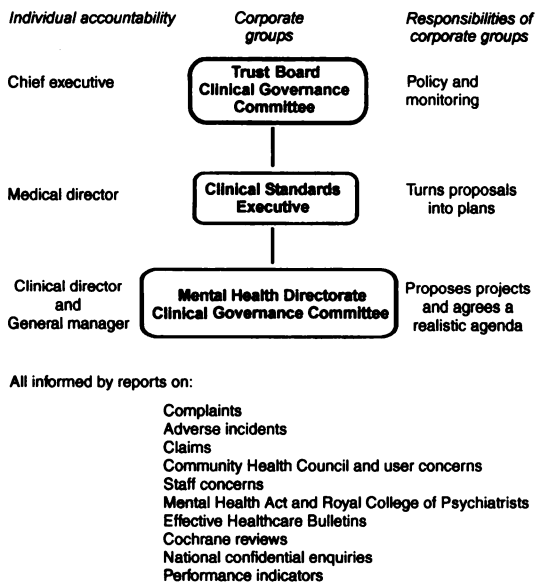 Individual accountability
Corporate
groups
Responsibilities of
corporate groups
Chief executive
Trust Board
Clinical Governance
Committee
Policy and
monitoring
Medical director
Clinical Standards
Executive
Turns proposals
into plans
Clinical director
and
General manager
Mental Health Directorate
Clinical Governance Committee
Proposes projects
and agrees a
realistic agenda
All informed by reports on:
Complaints
Adverse incidents
Claims
Community Health Council and user concerns
Staff concerns
Mental Health Act and Royal College of Psychiatrists
Effective Healthcare Bulletins
Cochrane reviews
National confidential enquiries
Performance indicators